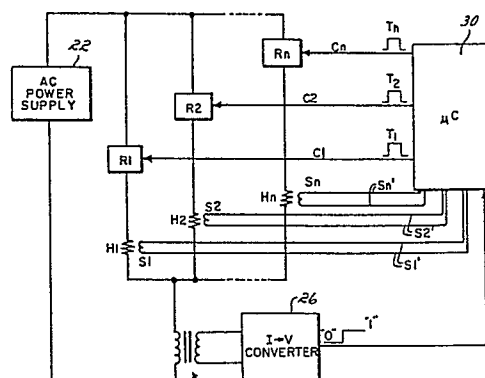 22
AC
POWER
SUPPLY
Rn
Cn
Tn
30
R2
C2
T2
μC
R1
C1
T1
Sn
Sn'
Hn
S2
H2
S2'
H1
S1
S1'
26
I→V
CONVERTER
"0"
"1"